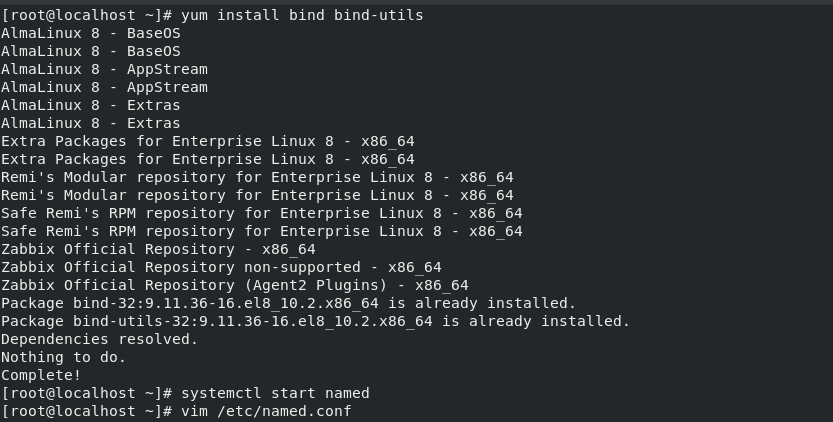 [root@localhost ~]# yum install bind bind-utils
AlmaLinux 8 - BaseOS
AlmaLinux 8 - BaseOS
AlmaLinux 8 - AppStream
AlmaLinux 8 - AppStream
AlmaLinux 8 - Extras
AlmaLinux 8 - Extras
Extra Packages for Enterprise Linux 8 - x86_64
Extra Packages for Enterprise Linux 8 - x86_64
Remi's Modular repository for Enterprise Linux 8 - x86_64
Remi's Modular repository for Enterprise Linux 8 - x86_64
Safe Remi's RPM repository for Enterprise Linux 8 - x86_64
Safe Remi's RPM repository for Enterprise Linux 8 - x86_64
Zabbix Official Repository - x86_64
Zabbix Official Repository non-supported - x86_64
Zabbix Official Repository (Agent2 Plugins) - x86_64
Package bind-32:9.11.36-16.el8_10.2.x86_64 is already installed.
Package bind-utils-32:9.11.36-16.el8_10.2.x86_64 is already installed.
Dependencies resolved.
Nothing to do.
Complete!
[root@localhost ~]# systemctl start named
[root@localhost ~]# vim /etc/named.conf